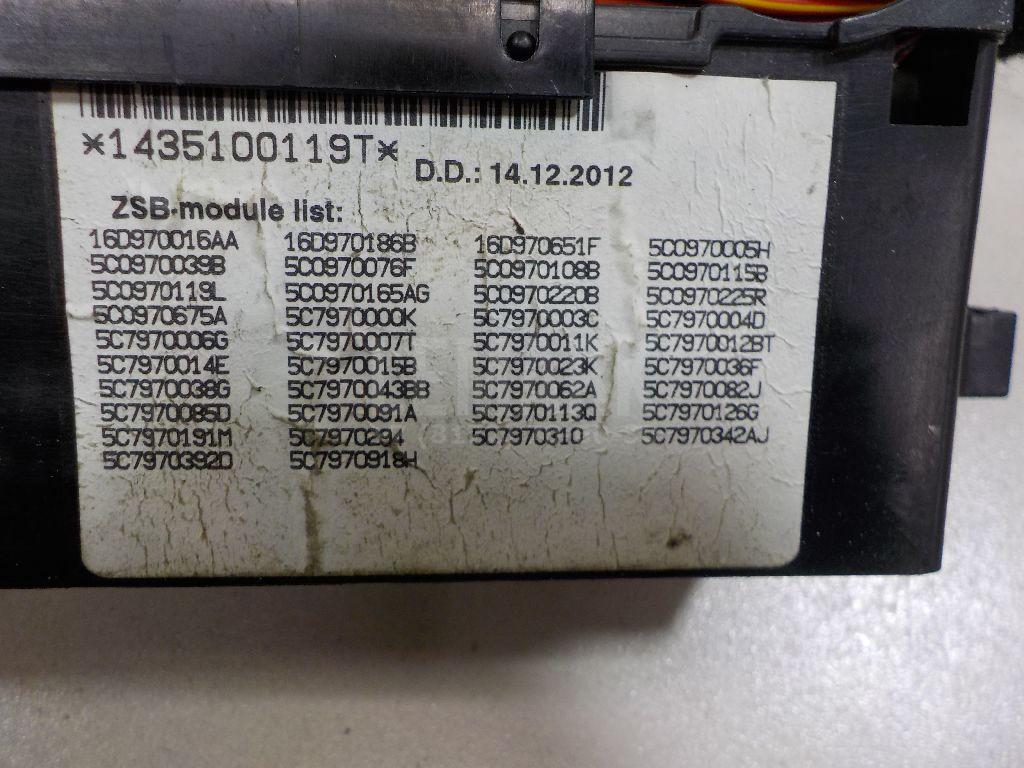 *1435100119T*
D.D.: 14.12.2012
ZSB-module list:
16D970016AA 16D970186B 16D970651F 5C0970005H
5C0970039B 5C0970076F 5C0970108B 5C0970115B
5C0970119L 5C0970165AG 5C0970220B 5C0970225R
5C0970675A 5C7970000K 5C7970003C 5C7970004D
5C7970006G 5C7970007T 5C7970011K 5C7970012BT
5C7970014E 5C7970015B 5C7970023K 5C7970036F
5C7970038G 5C7970043BB 5C7970062A 5C7970082J
5C7970085D 5C7970091A 5C7970113Q 5C7970126G
5C7970191M 5C7970294 5C7970310 5C7970342AJ
5C7970392D 5C7970918H